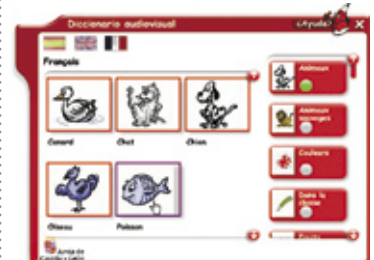 Diccionario audiovisual
¿Ayuda?
Français
Canard
Chat
Chien
Oiseau
Poisson
Animaux
Animaux
sauvages
Couleurs
Dans la
classe
Fruits
Junta de
Castilla y León